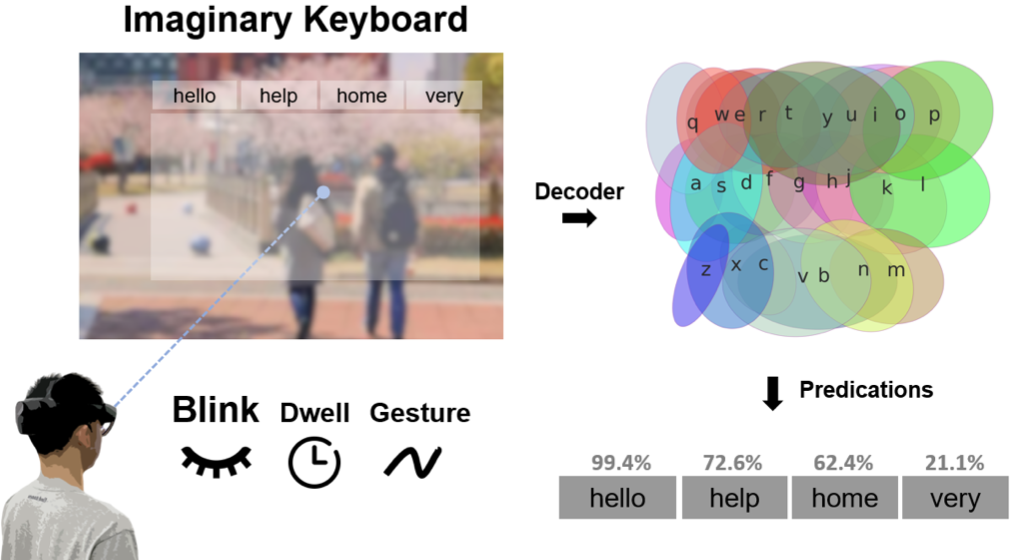 Imaginary Keyboard
hello help home very
Decoder
q w e r t y u i o p
a s d f g h j k l
z x c v b n m
Predications
Blink Dwell Gesture
99.4% 72.6% 62.4% 21.1%
hello help home very